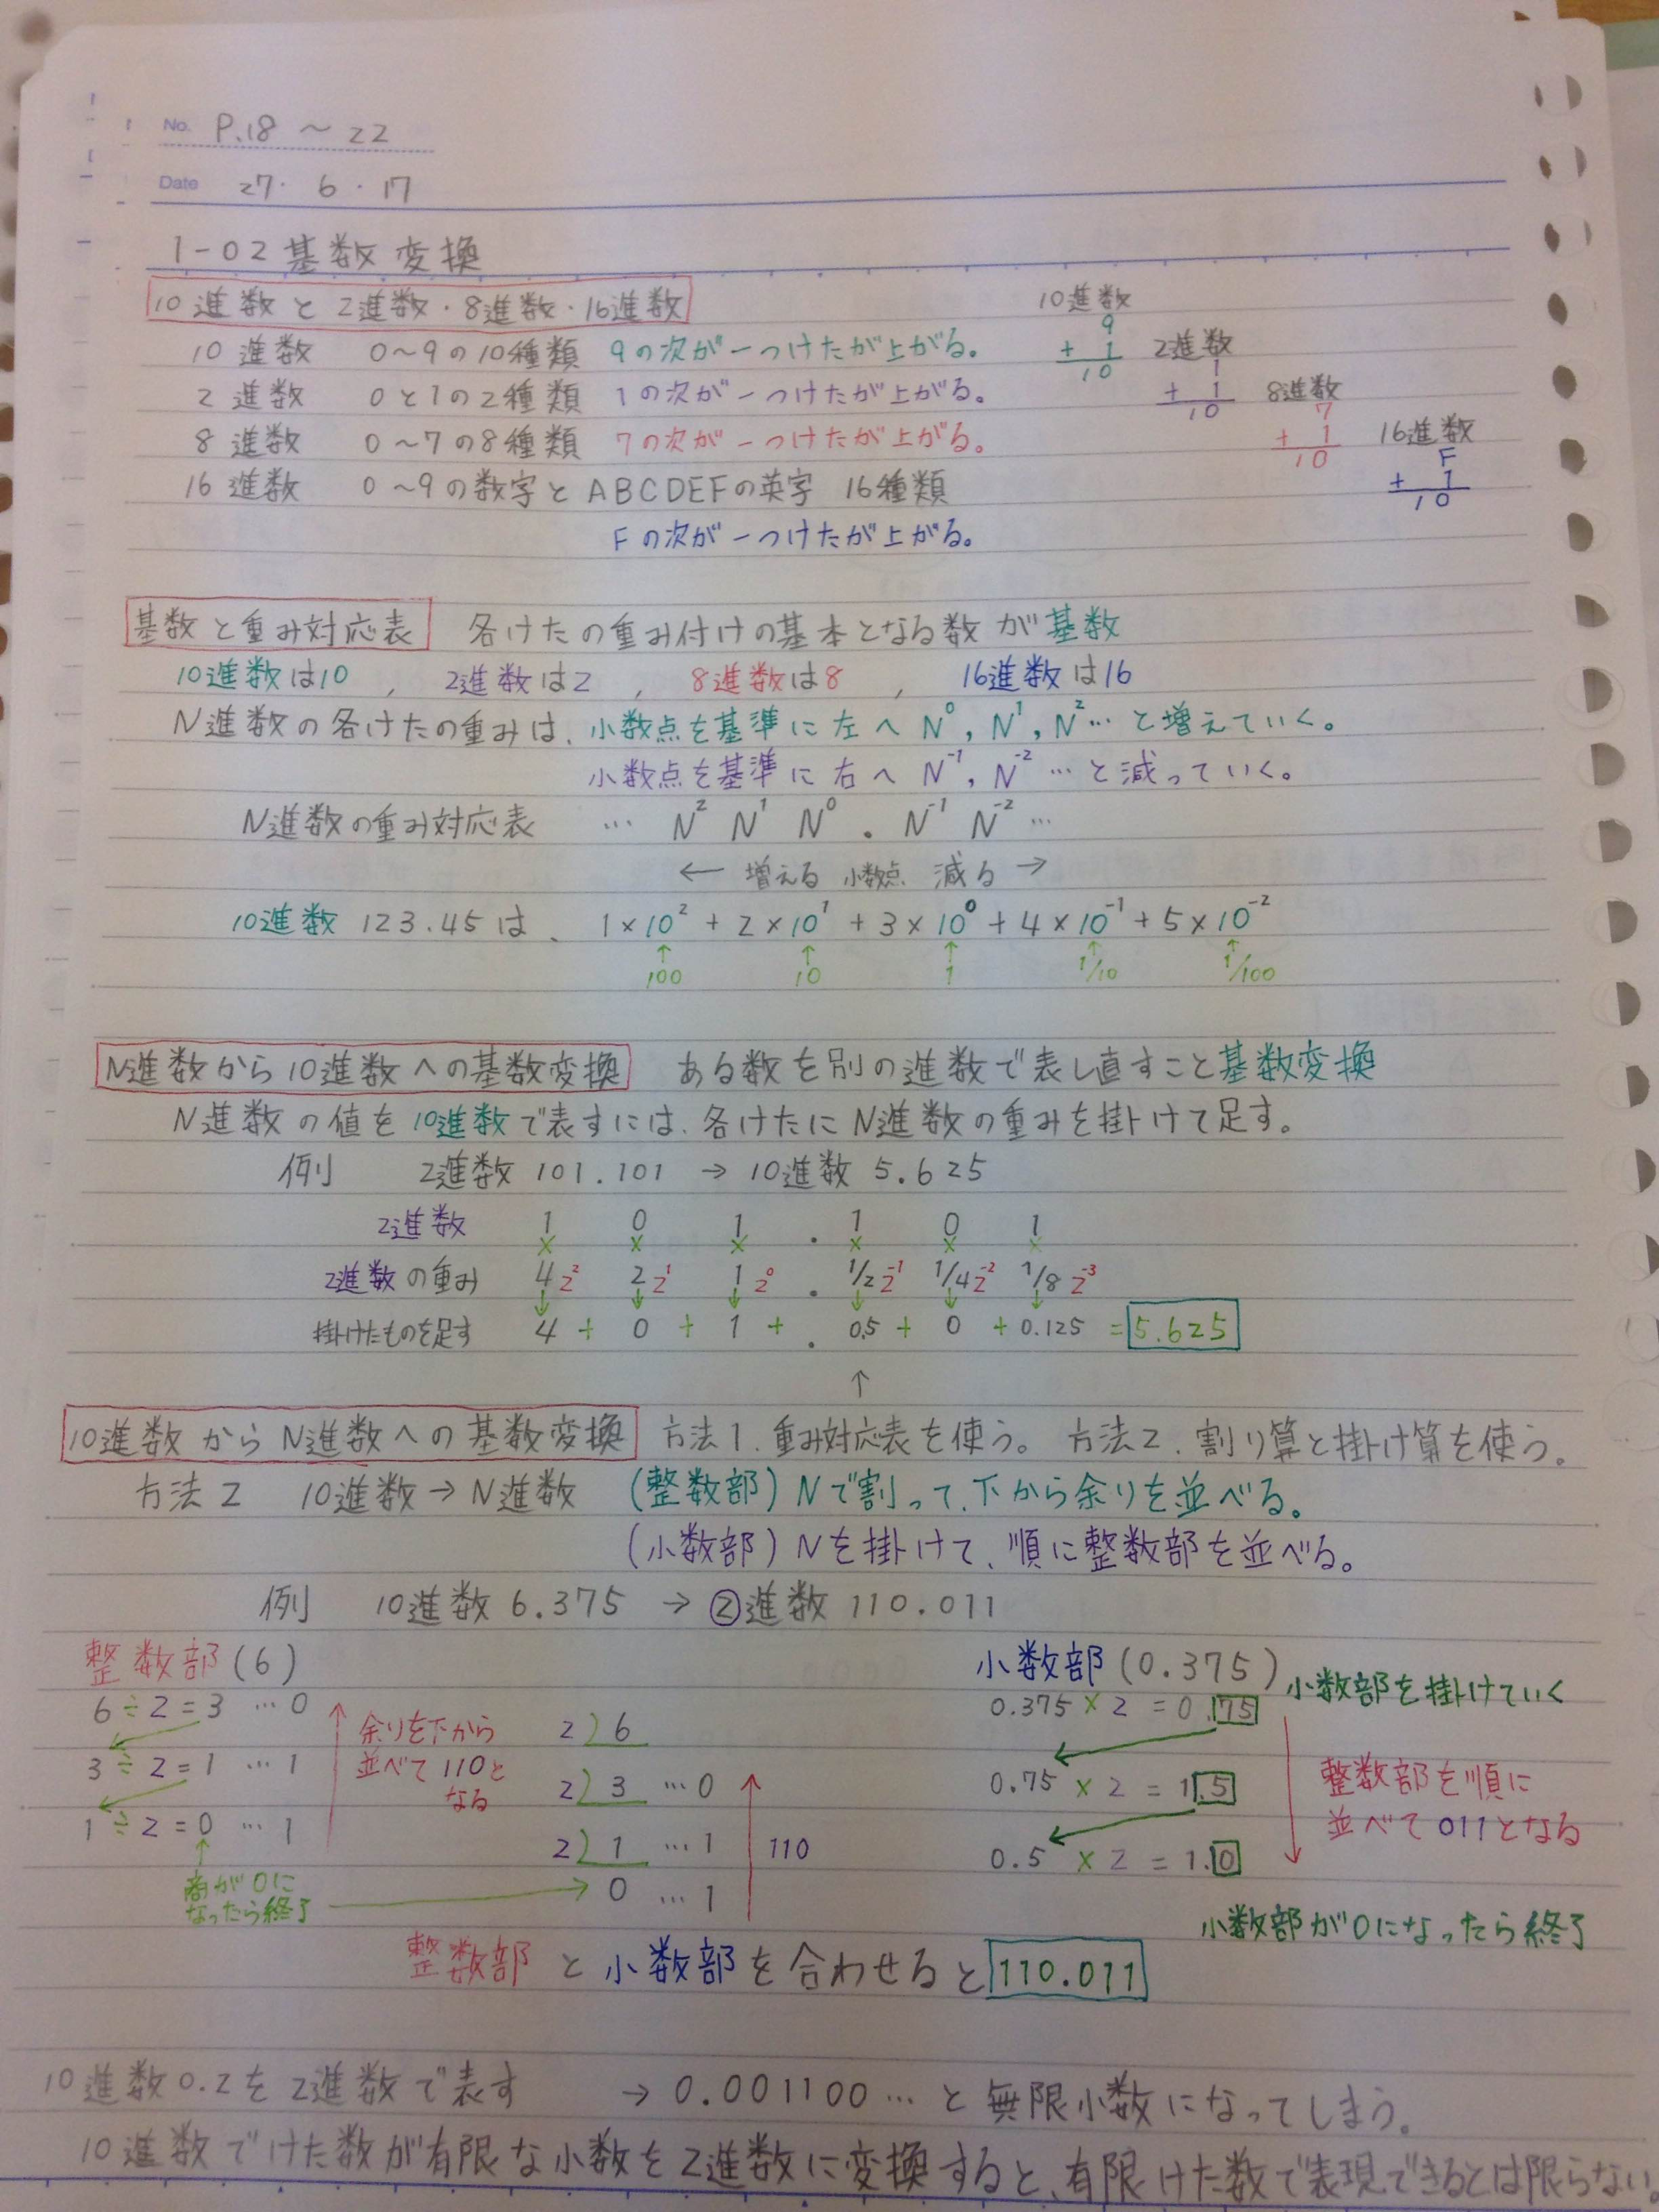 No. P.18 ～ 22
Date 27・6・17
1-02 基数変換
10進数と2進数・8進数・16進数
10進数 0～9の10種類 9の次が一つけたが上がる。
2進数 0と1の2種類 1の次が一つけたが上がる。
8進数 0～7の8種類 7の次が一つけたが上がる。
16進数 0～9の数字とABCDEFの英字 16種類
Fの次が一つけたが上がる。
10進数
9
+ 1
10
2進数
1
+ 1
10
8進数
7
+ 1
10
16進数
F
+ 1
10
基数と重み対応表 各けたの重み付けの基本となる数が基数
10進数は10 , 2進数は2 , 8進数は8 , 16進数は16
N進数の各けたの重みは、小数点を基準に左へ N⁰, N¹, N²… と増えていく。
小数点を基準に右へ N⁻¹, N⁻² …と減っていく。
N進数の重み対応表 … N² N¹ N⁰ . N⁻¹ N⁻² …
← 増える 小数点 減る →
10進数 123.45は、 1×10² + 2×10¹ + 3×10⁰ + 4×10⁻¹ + 5×10⁻²
↑ ↑ ↑ ↑ ↑
100 10 1 1/10 1/100
N進数から10進数への基数変換 ある数を別の進数で表し直すこと基数変換
N進数の値を10進数で表すには、各けたにN進数の重みを掛けて足す。
例 2進数 101.101 → 10進数 5.625
2進数 1 0 1 . 1 0 1
× × × × × ×
2進数の重み 4 2² 2 2¹ 1 2⁰ . 1/2 2⁻¹ 1/4 2⁻² 1/8 2⁻³
↓ ↓ ↓ ↓ ↓ ↓
掛けたものを足す 4 + 0 + 1 + . 0.5 + 0 + 0.125 = 5.625
↑
10進数からN進数への基数変換 方法1. 重み対応表を使う。 方法2. 割り算と掛け算を使う。
方法2 10進数→N進数 (整数部) Nで割って、下から余りを並べる。
(小数部) Nを掛けて、順に整数部を並べる。
例 10進数 6.375 → ②進数 110.011
整数部(6)
6÷2=3 …0
3÷2=1 …1
1÷2=0 …1
↑
商が0に
なったら終了
余りを下から
並べて110と
なる
2)6
2)3 …0
2)1 …1
0 …1
110
小数部(0.375)
小数部を掛けていく
0.375 × 2 = 0.75
0.75 × 2 = 1.5
0.5 × 2 = 1.0
整数部を順に
並べて011となる
小数部が0になったら終了
整数部と小数部を合わせると110.011
10進数0.2を2進数で表す → 0.001100… と無限小数になってしまう。
10進数でけた数が有限な小数を2進数に変換すると、有限けた数で表現できるとは限らない。